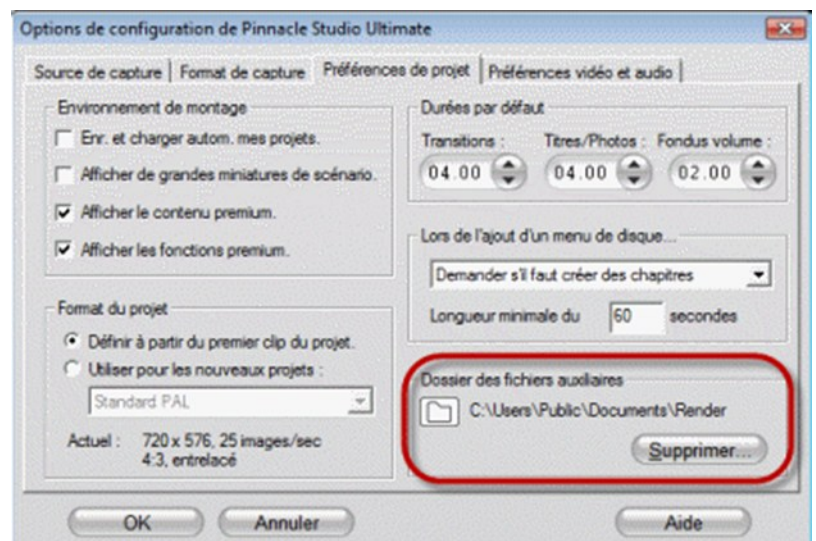 Options de configuration de Pinnacle Studio Ultimate
Source de capture
Format de capture
Préférences de projet
Préférences vidéo et audio
Environnement de montage
Enr. et charger autom. mes projets.
Afficher de grandes miniatures de scénario.
Afficher le contenu premium.
Afficher les fonctions premium.
Format du projet
Définir à partir du premier clip du projet.
Utiliser pour les nouveaux projets :
Standard PAL
Actuel : 720 x 576, 25 images/sec
4:3, entrelacé
Durées par défaut
Transitions : Titres/Photos : Fondus volume :
04.00 04.00 02.00
Lors de l'ajout d'un menu de disque...
Demander s'il faut créer des chapitres
Longueur minimale du 60 secondes
Dossier des fichiers auxiliaires
C:\Users\Public\Documents\Render
Supprimer...
OK Annuler Aide